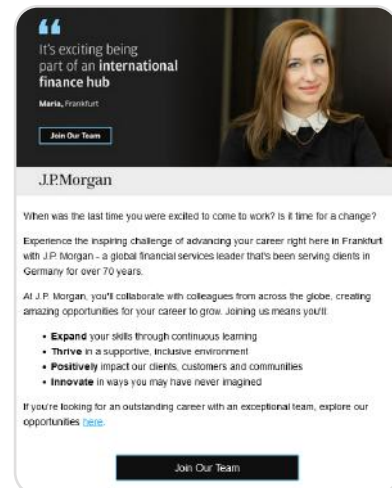 “
It's exciting being
part of an international
finance hub
Maria, Frankfurt
Join Our Team
J.P.Morgan
When was the last time you were excited to come to work? Is it time for a change?
Experience the inspiring challenge of advancing your career right here in Frankfurt
with J.P. Morgan - a global financial services leader that's been serving clients in
Germany for over 70 years.
At J.P. Morgan, you'll collaborate with colleagues from across the globe, creating
amazing opportunities for your career to grow. Joining us means you'll:
• Expand your skills through continuous learning
• Thrive in a supportive, inclusive environment
• Positively impact our clients, customers and communities
• Innovate in ways you may have never imagined
If you're looking for an outstanding career with an exceptional team, explore our
opportunities here.
Join Our Team